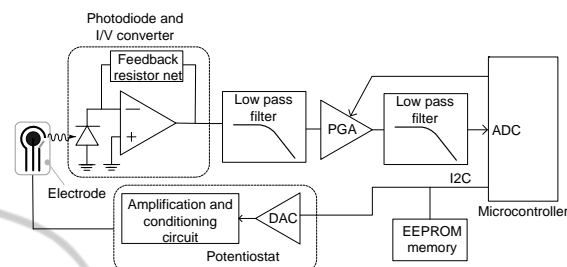 Photodiode and
I/V converter
Feedback
resistor net
−
+
Low pass
filter
PGA
Low pass
filter
ADC
I2C
Microcontroller
Electrode
Amplification and
conditioning
circuit
DAC
Potentiostat
EEPROM
memory